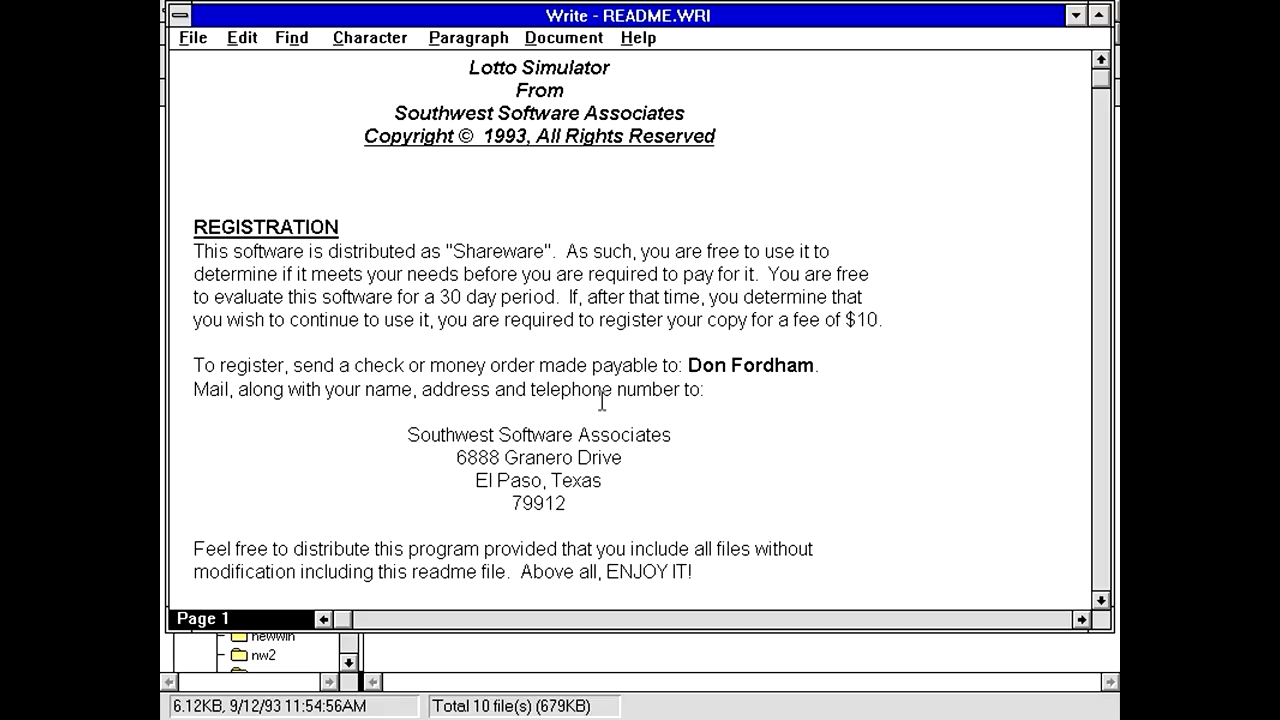 Write - README.WRI
File Edit Find Character Paragraph Document Help
Lotto Simulator
From
Southwest Software Associates
Copyright © 1993, All Rights Reserved
REGISTRATION
This software is distributed as "Shareware". As such, you are free to use it to
determine if it meets your needs before you are required to pay for it. You are free
to evaluate this software for a 30 day period. If, after that time, you determine that
you wish to continue to use it, you are required to register your copy for a fee of $10.
To register, send a check or money order made payable to: Don Fordham.
Mail, along with your name, address and telephone number to:
Southwest Software Associates
6888 Granero Drive
El Paso, Texas
79912
Feel free to distribute this program provided that you include all files without
modification including this readme file. Above all, ENJOY IT!
Page 1
newwin
nw2
6.12KB, 9/12/93 11:54:56AM
Total 10 file(s) (679KB)